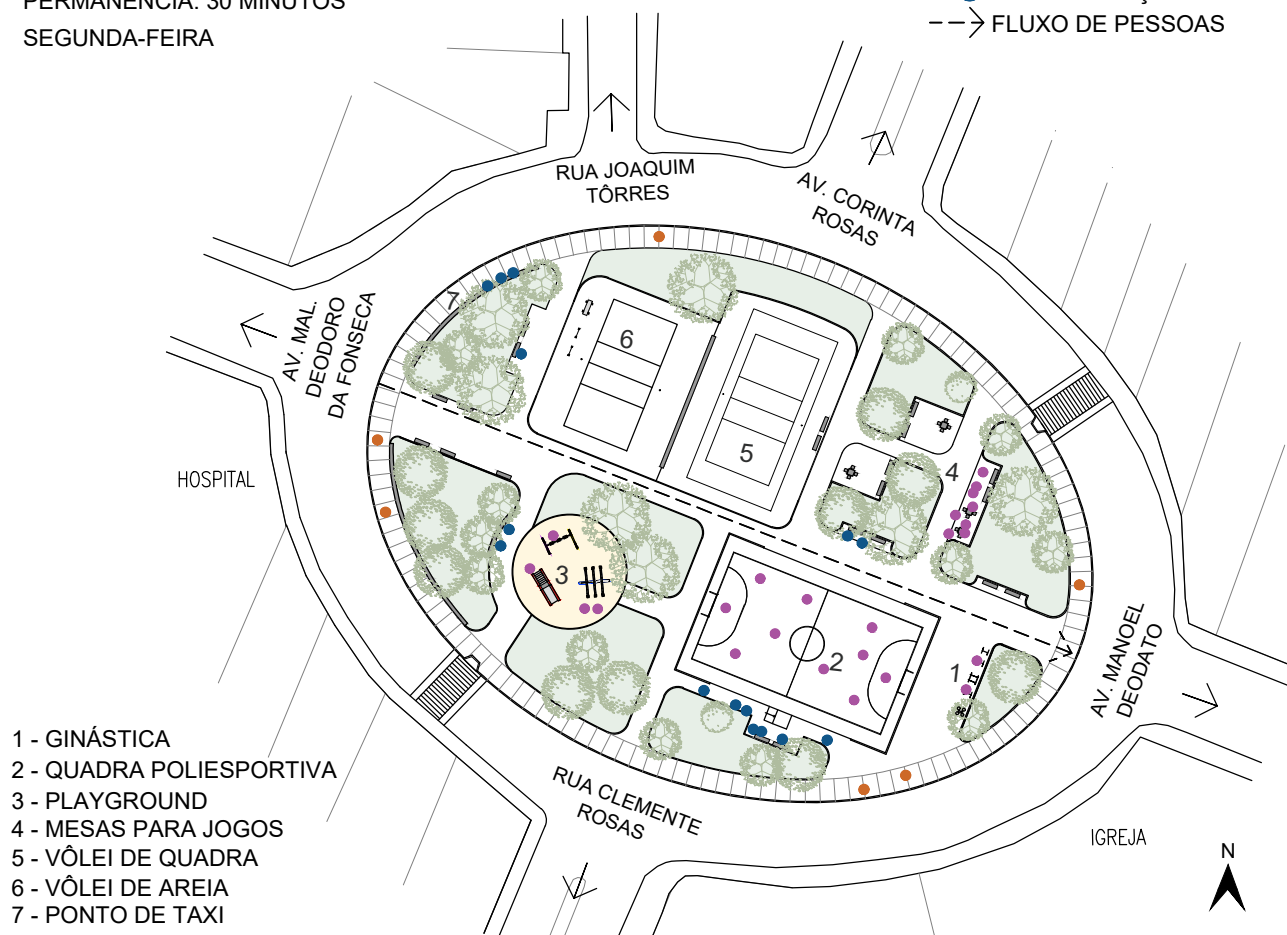 PERMANÊNCIA: 30 MINUTOS
SEGUNDA-FEIRA
FLUXO DE PESSOAS
RUA JOAQUIM
TÔRRES
AV. CORINTA
ROSAS
AV. MAL.
DEODORO
DA FONSECA
7
6
5
4
HOSPITAL
3
2
1
AV. MANOEL
DEODATO
RUA CLEMENTE
ROSAS
IGREJA
N
1 - GINÁSTICA
2 - QUADRA POLIESPORTIVA
3 - PLAYGROUND
4 - MESAS PARA JOGOS
5 - VÔLEI DE QUADRA
6 - VÔLEI DE AREIA
7 - PONTO DE TAXI